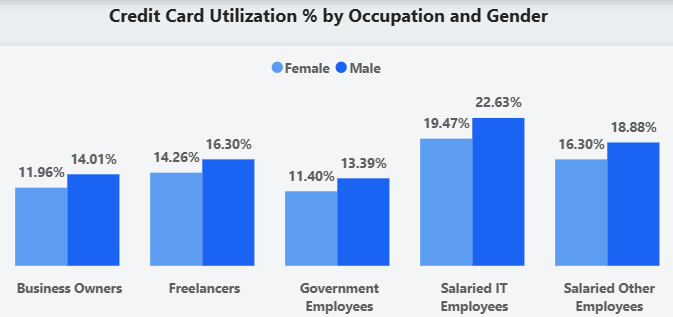 Credit Card Utilization % by Occupation and Gender
Female Male
11.96% 14.01% 14.26% 16.30% 11.40% 13.39% 19.47% 22.63% 16.30% 18.88%
Business Owners Freelancers Government Salaried IT Salaried Other
Employees Employees Employees